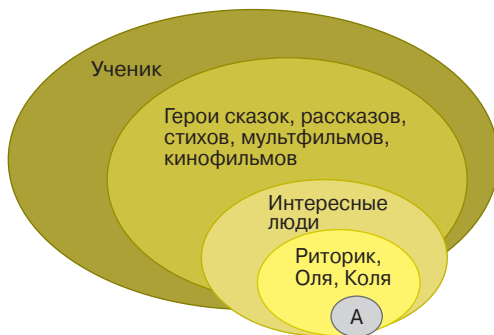 Ученик
Герои сказок, рассказов,
стихов, мультфильмов,
кинофильмов
Интересные
люди
Риторик,
Оля, Коля
А